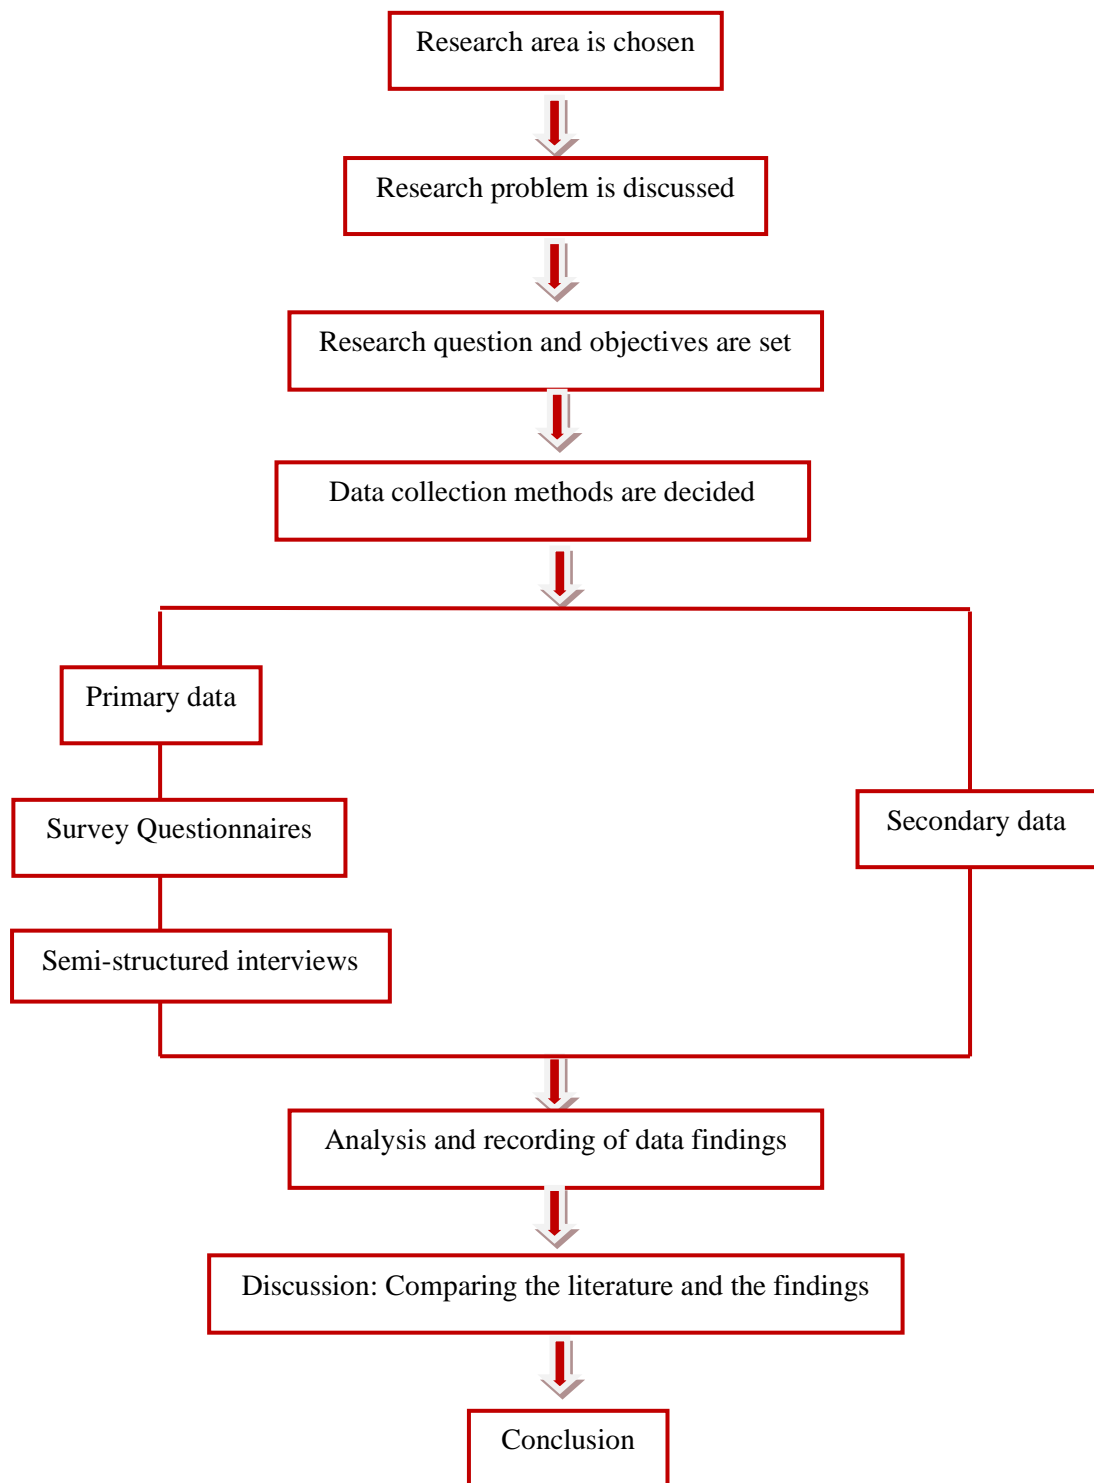 Research area is chosen
Research problem is discussed
Research question and objectives are set
Data collection methods are decided
Primary data
Survey Questionnaires
Semi-structured interviews
Secondary data
Analysis and recording of data findings
Discussion: Comparing the literature and the findings
Conclusion